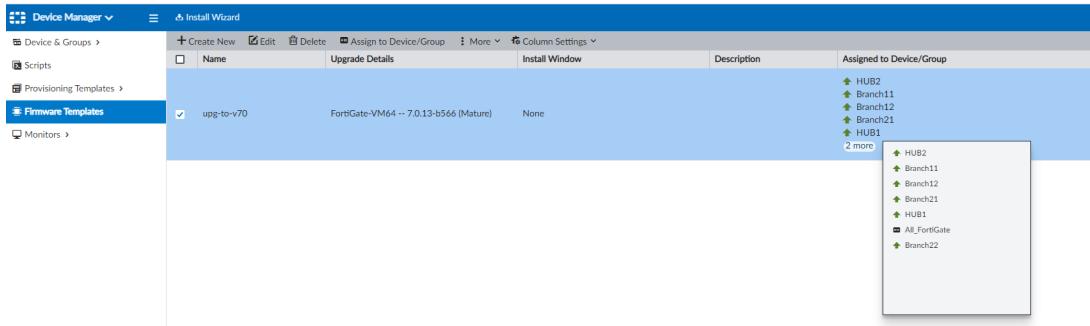 Device Manager
Install Wizard
Device & Groups
Scripts
Provisioning Templates
Firmware Templates
Monitors
Create New Edit Delete Assign to Device/Group More Column Settings
Name Upgrade Details Install Window Description Assigned to Device/Group
upg-to-v70 FortiGate-VM64 -- 7.0.13-b566 (Mature) None
HUB2
Branch11
Branch12
Branch21
HUB1
2 more
HUB2
Branch11
Branch12
Branch21
HUB1
All_FortiGate
Branch22